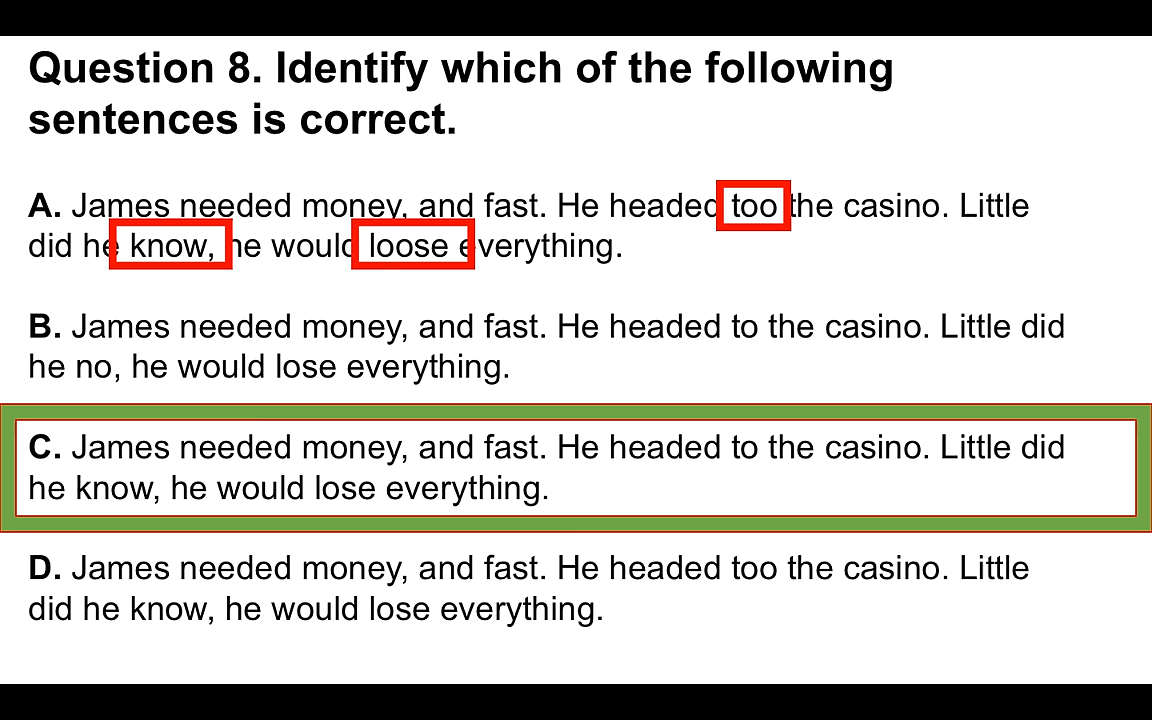 Question 8. Identify which of the following
sentences is correct.
A. James needed money, and fast. He headed too the casino. Little
did he know, he would loose everything.
B. James needed money, and fast. He headed to the casino. Little did
he no, he would lose everything.
C. James needed money, and fast. He headed to the casino. Little did
he know, he would lose everything.
D. James needed money, and fast. He headed too the casino. Little
did he know, he would lose everything.